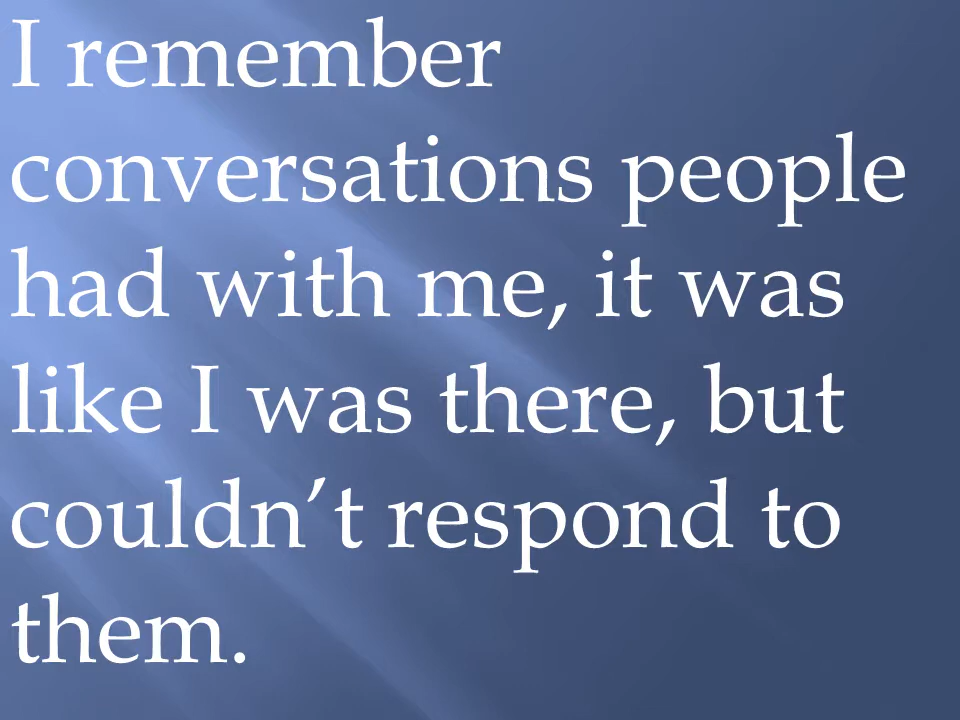 I remember
conversations people
had with me, it was
like I was there, but
couldn’t respond to
them.